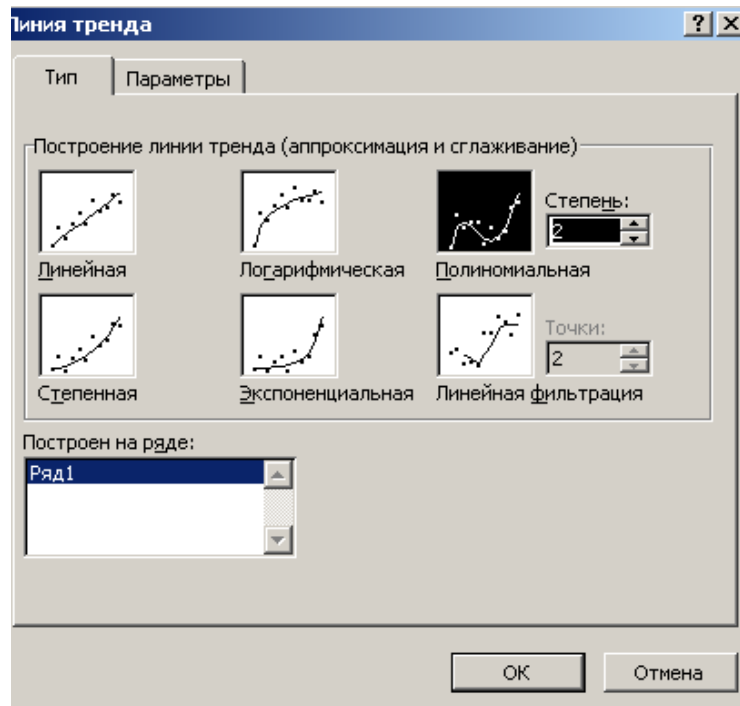 Линия тренда
Тип Параметры
Построение линии тренда (аппроксимация и сглаживание)
Степень:
2
Линейная Логарифмическая Полиномиальная
Точки:
2
Степенная Экспоненциальная Линейная фильтрация
Построен на ряде:
Ряд1
ОК Отмена